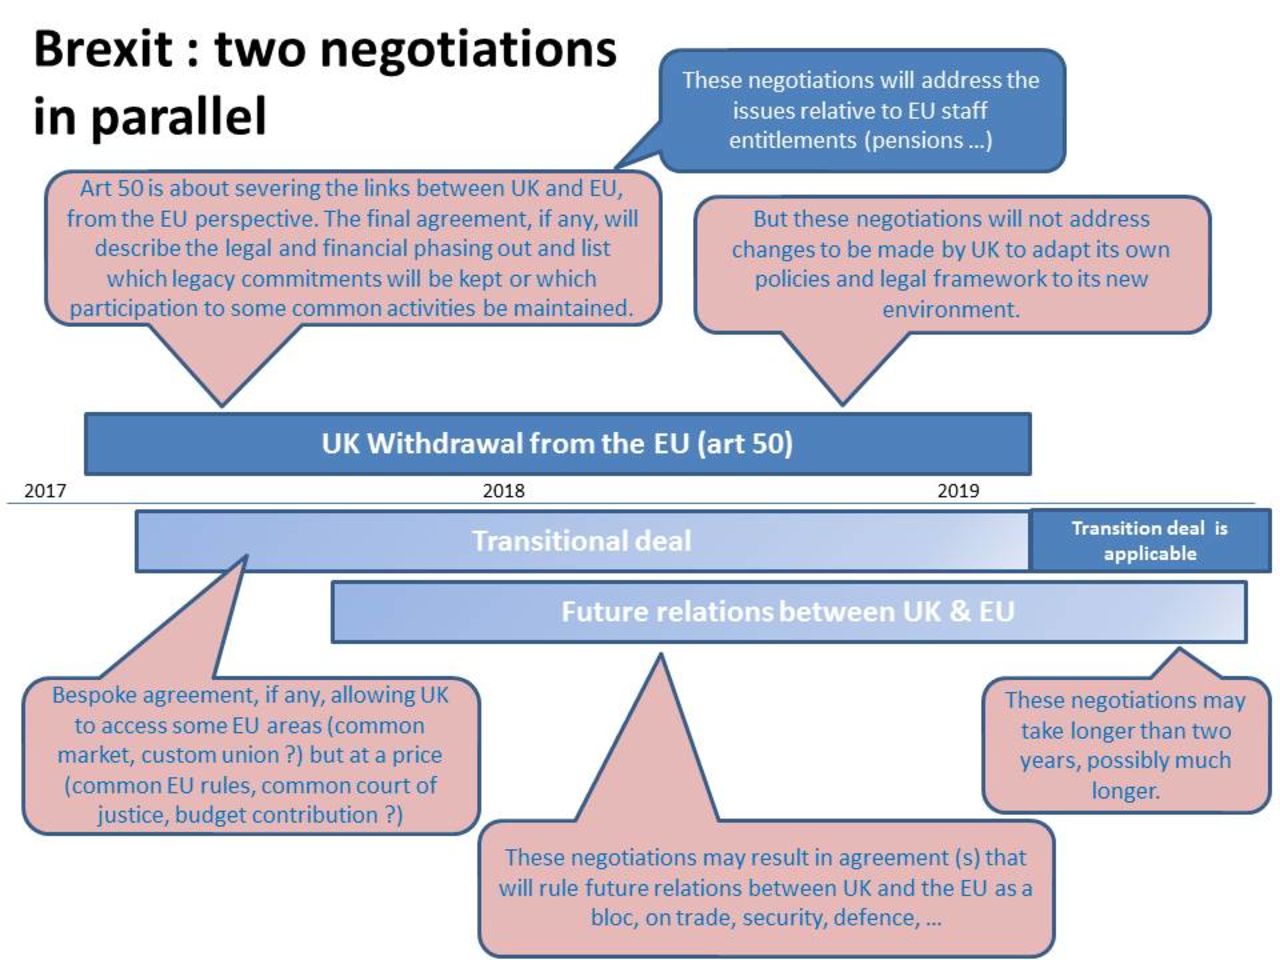 Brexit : two negotiations
in parallel
These negotiations will address the
issues relative to EU staff
entitlements (pensions ...)
Art 50 is about severing the links between UK and EU,
from the EU perspective. The final agreement, if any, will
describe the legal and financial phasing out and list
which legacy commitments will be kept or which
participation to some common activities be maintained.
But these negotiations will not address
changes to be made by UK to adapt its own
policies and legal framework to its new
environment.
UK Withdrawal from the EU (art 50)
2017
2018
2019
Transitional deal
Transition deal is
applicable
Future relations between UK & EU
Bespoke agreement, if any, allowing UK
to access some EU areas (common
market, custom union ?) but at a price
(common EU rules, common court of
justice, budget contribution ?)
These negotiations may
take longer than two
years, possibly much
longer.
These negotiations may result in agreement (s) that
will rule future relations between UK and the EU as a
bloc, on trade, security, defence, ...